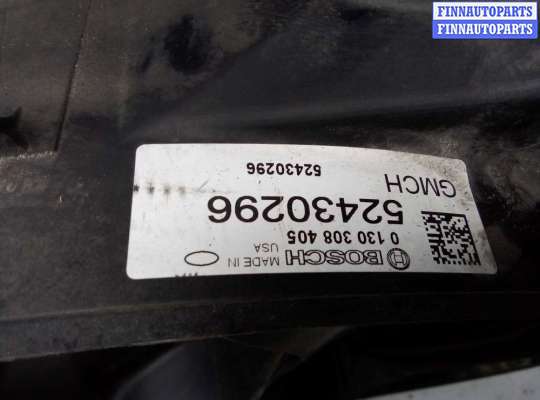 FINNAUTOPARTS
FINNAUTOPARTS
BOSCH MADE IN USA
0 130 308 405
52430296
GMCH
52430296